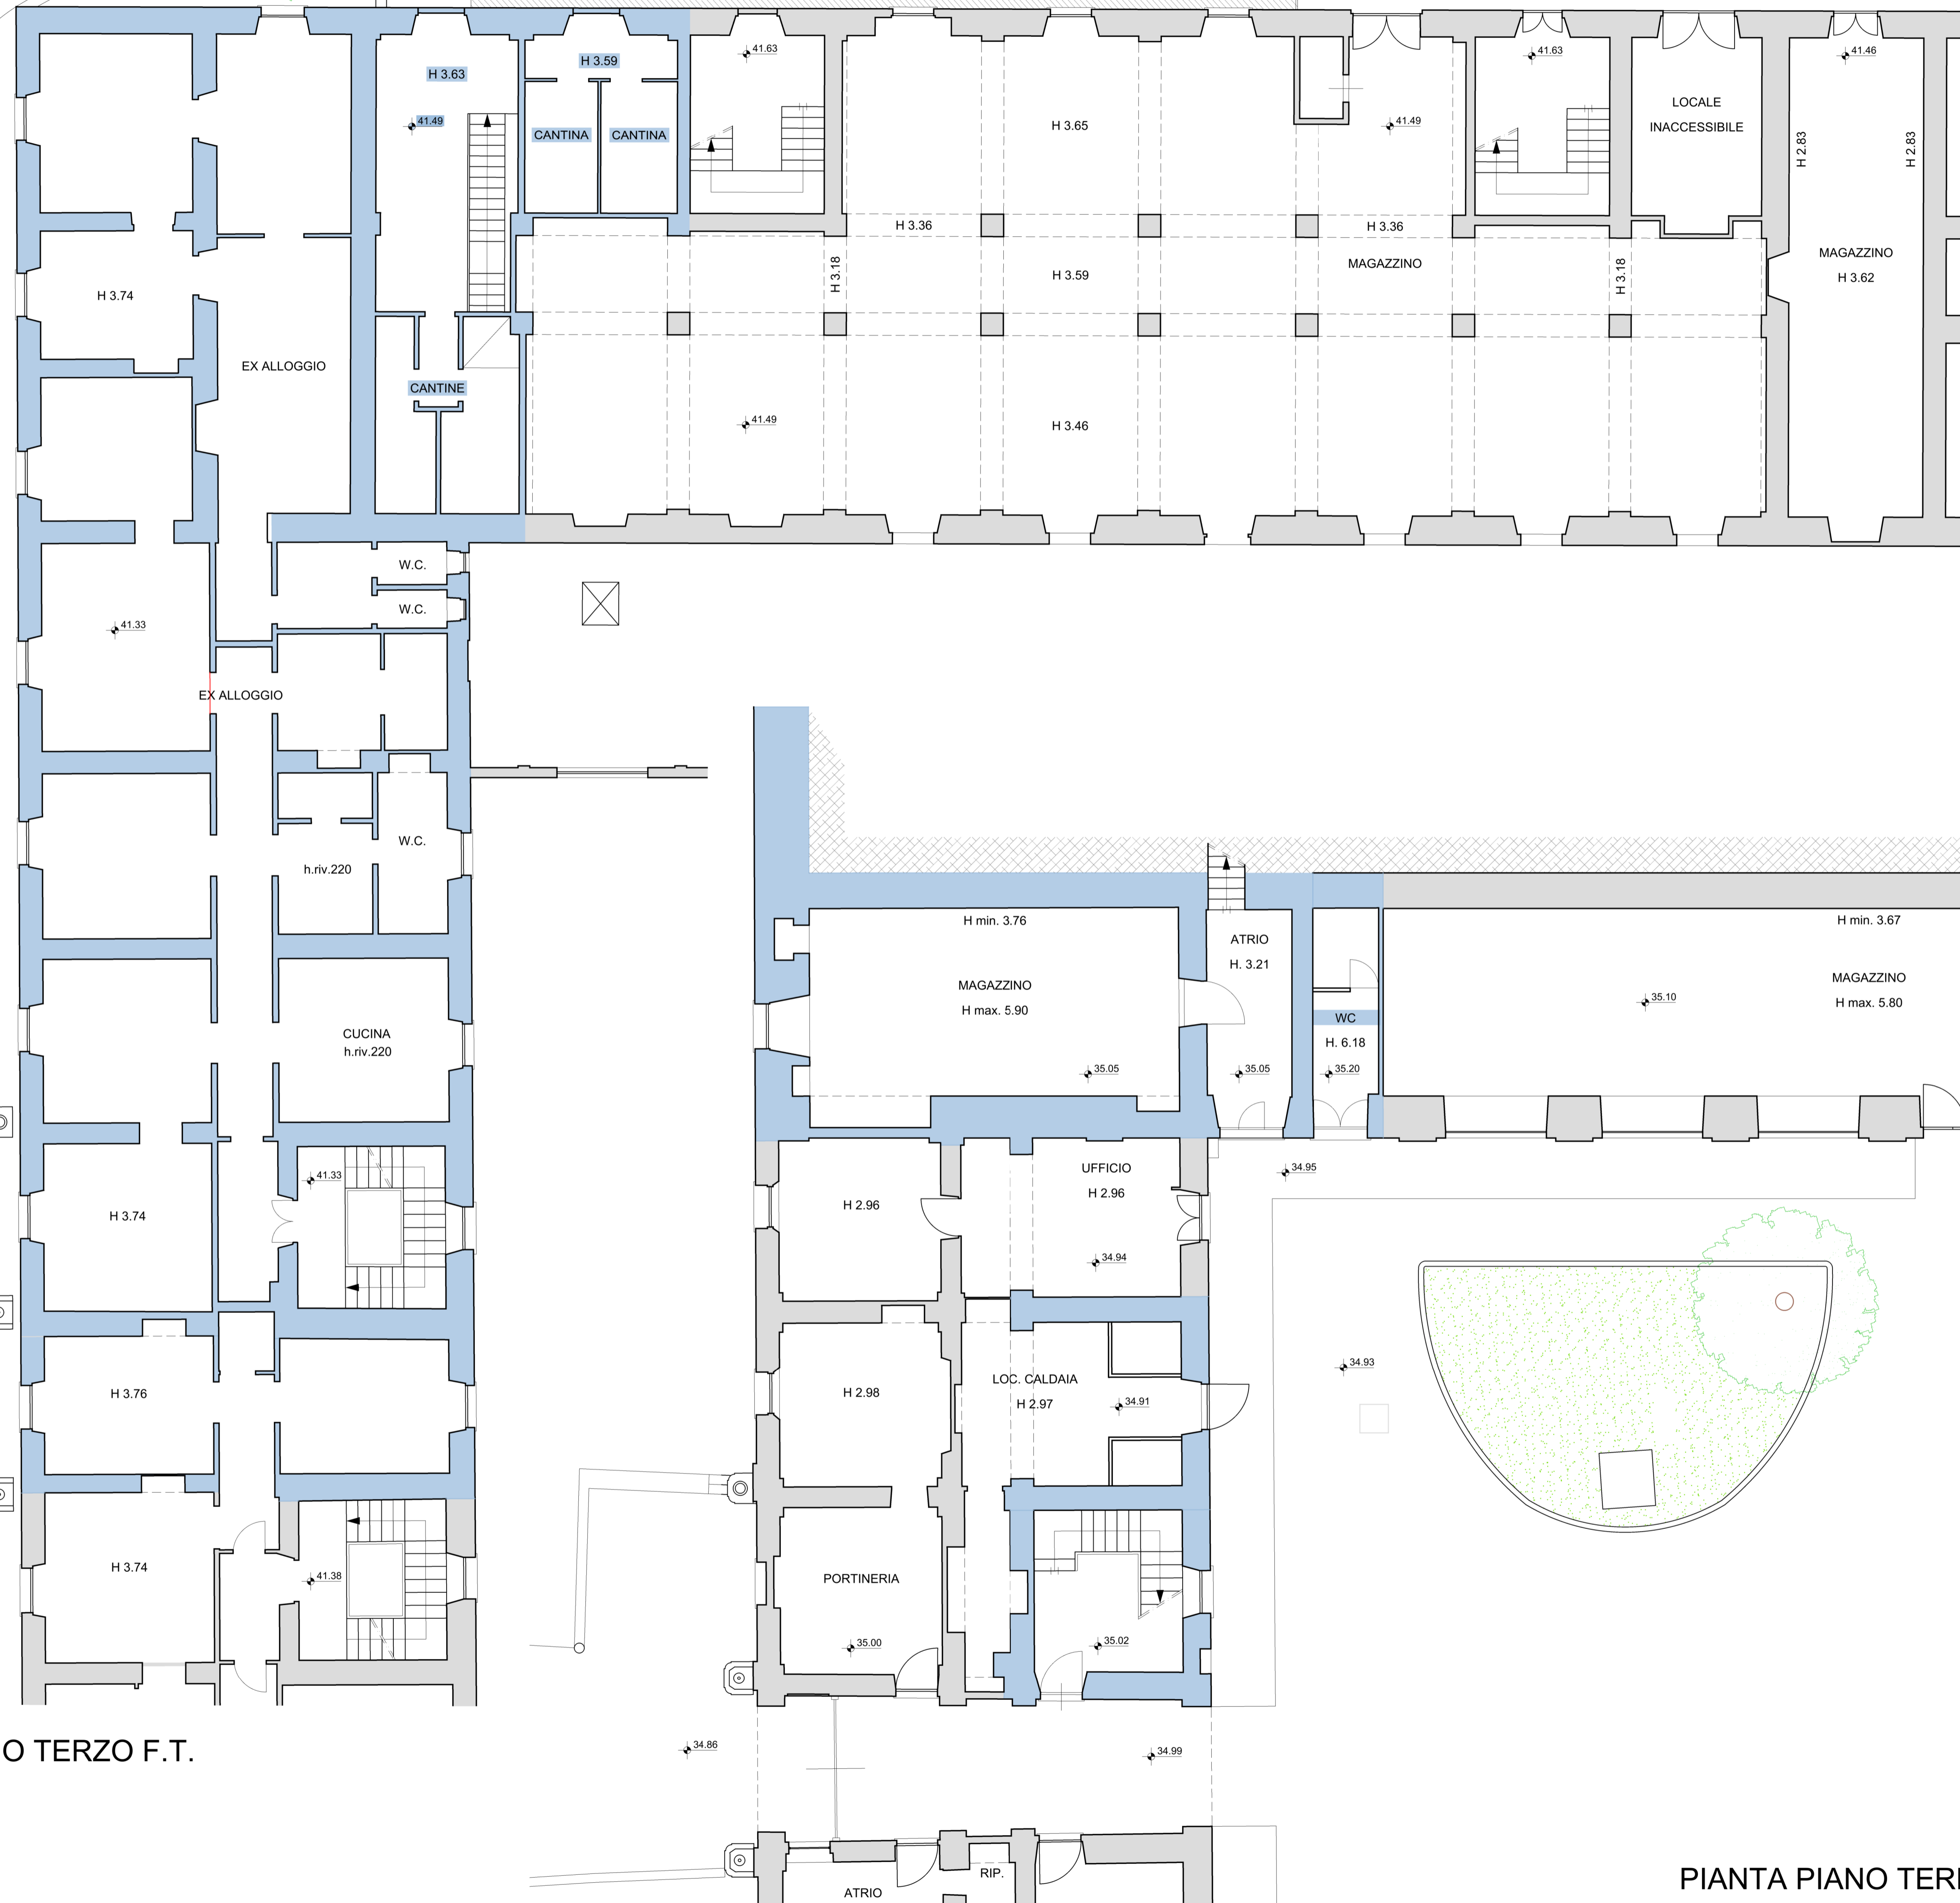 41.63
41.63
41.46
H 3.63
H 3.59
41.49
CANTINA
CANTINA
H 3.65
41.49
LOCALE
INACCESSIBILE
H 2.83
H 2.83
H 3.36
H 3.36
H 3.18
H 3.59
MAGAZZINO
H 3.18
MAGAZZINO
H 3.62
H 3.74
EX ALLOGGIO
CANTINE
41.49
H 3.46
W.C.
W.C.
41.33
EX ALLOGGIO
W.C.
h.riv.220
CUCINA
h.riv.220
41.33
H 3.74
H 3.76
H 3.74
41.38
O TERZO F.T.
H min. 3.76
MAGAZZINO
H max. 5.90
35.05
ATRIO
H. 3.21
35.05
WC
H. 6.18
35.20
H min. 3.67
MAGAZZINO
H max. 5.80
35.10
34.95
UFFICIO
H 2.96
H 2.96
34.94
34.93
LOC. CALDAIA
H 2.97
34.91
H 2.98
PORTINERIA
35.00
35.02
34.86
34.99
RIP.
ATRIO
PIANTA PIANO TER